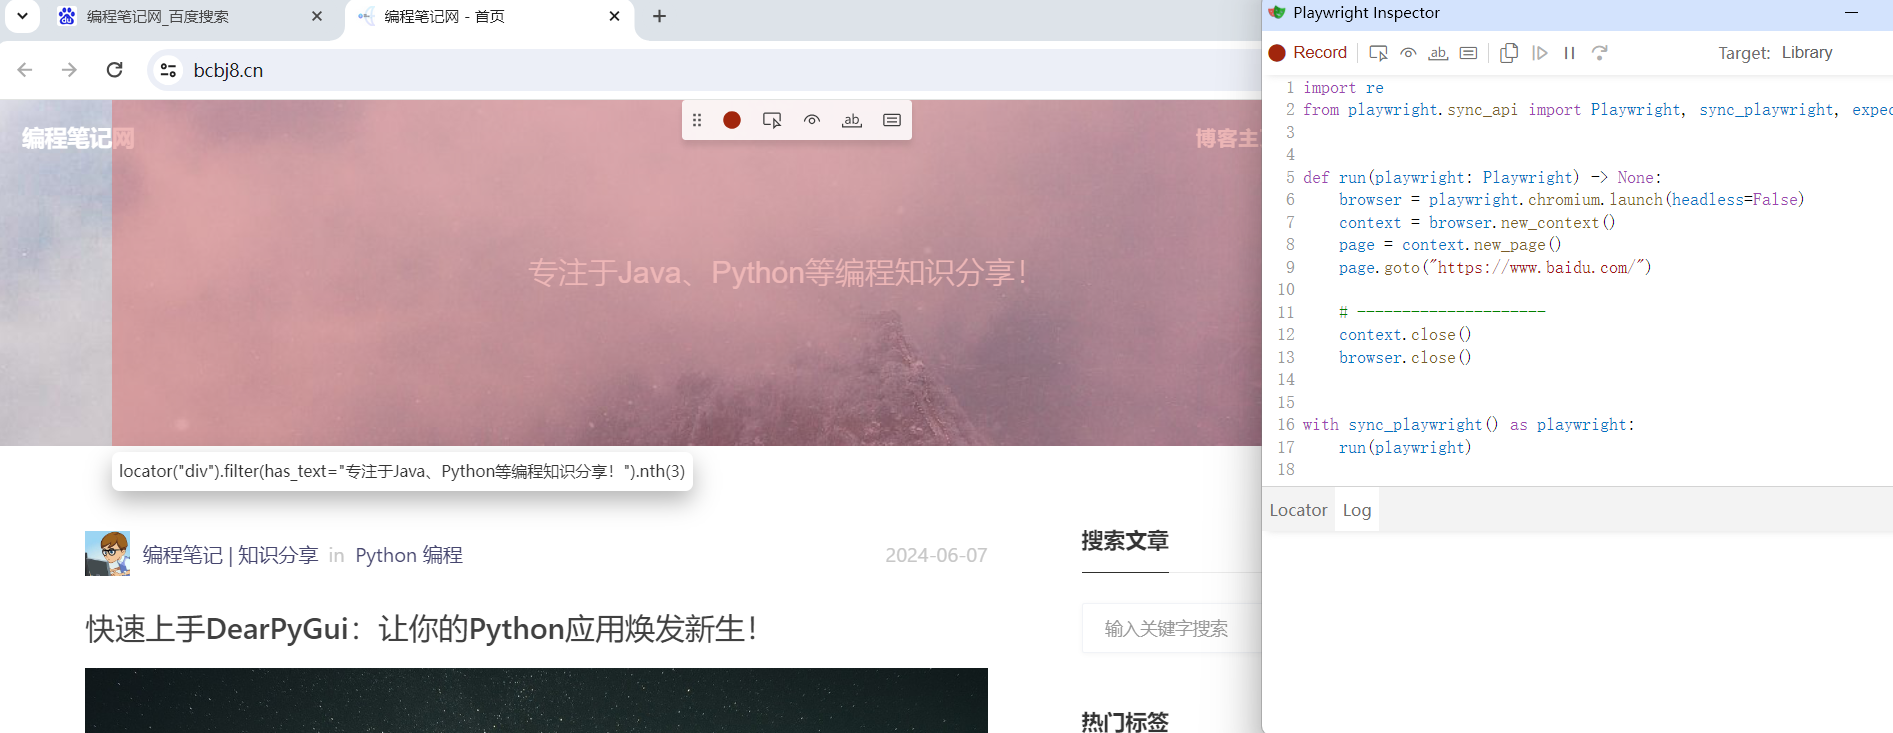 编程笔记网_百度搜索
编程笔记网 - 首页
bcbj8.cn
编程笔记网
博客主
专注于Java、Python等编程知识分享！
locator("div").filter(has_text="专注于Java、Python等编程知识分享！").nth(3)
编程笔记 | 知识分享 in Python 编程
2024-06-07
快速上手DearPyGui：让你的Python应用焕发新生！
搜索文章
输入关键字搜索
热门标签
Playwright Inspector
Record
Target: Library
1 import re
2 from playwright.sync_api import Playwright, sync_playwright, expec
3
4
5 def run(playwright: Playwright) -> None:
6     browser = playwright.chromium.launch(headless=False)
7     context = browser.new_context()
8     page = context.new_page()
9     page.goto("https://www.baidu.com/")
10
11     # ---------------------
12     context.close()
13     browser.close()
14
15
16 with sync_playwright() as playwright:
17     run(playwright)
18
Locator Log